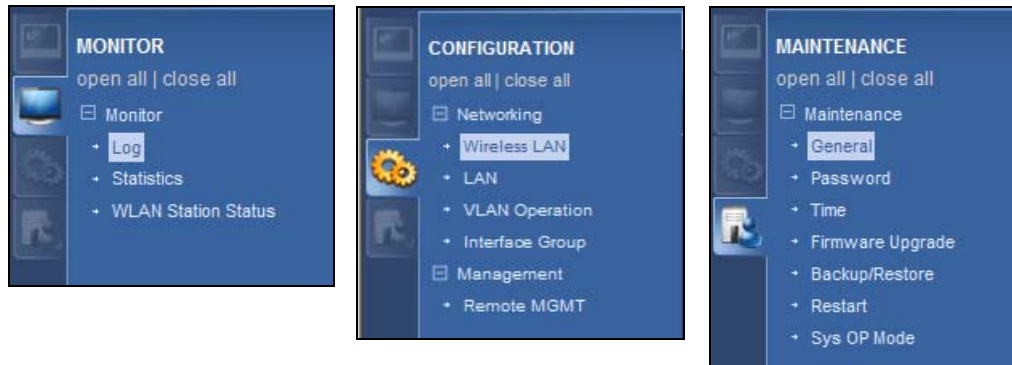 MONITOR
open all | close all
Monitor
Log
Statistics
WLAN Station Status
CONFIGURATION
open all | close all
Networking
Wireless LAN
LAN
VLAN Operation
Interface Group
Management
Remote MGMT
MAINTENANCE
open all | close all
Maintenance
General
Password
Time
Firmware Upgrade
Backup/Restore
Restart
Sys OP Mode